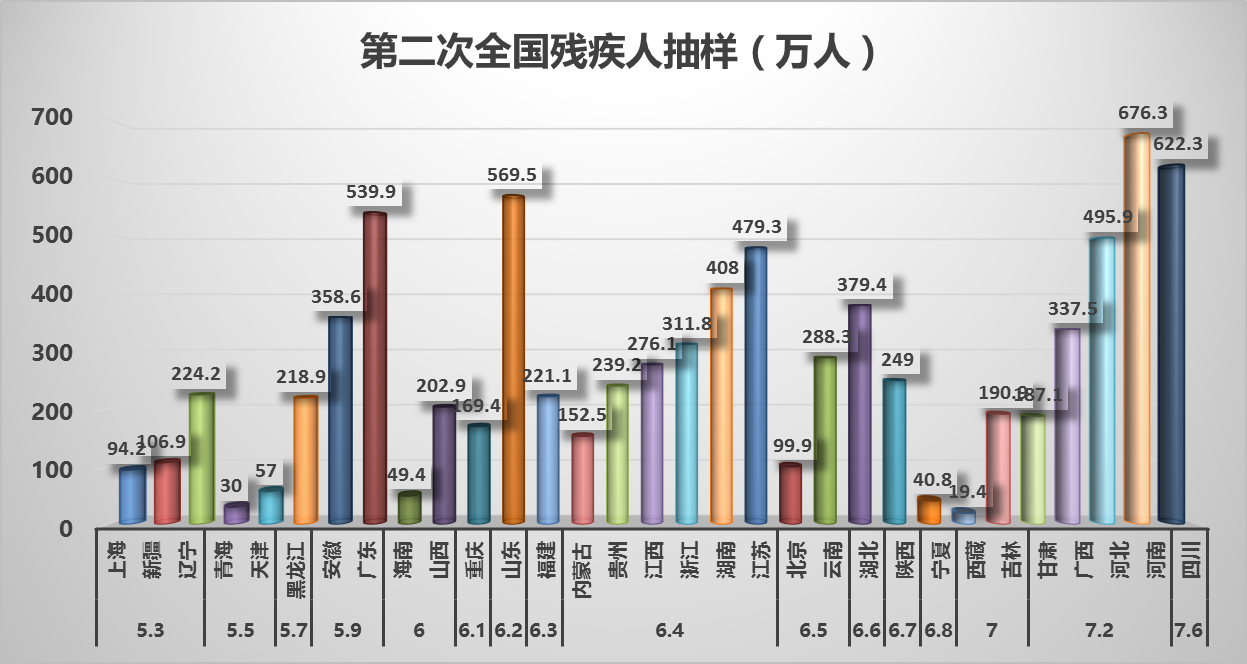 第二次全国残疾人抽样（万人）
700
600
500
400
300
200
100
0
94.2
106.9
224.2
30
57
218.9
358.6
539.9
49.4
202.9
169.4
569.5
221.1
152.5
239.2
276.1
311.8
408
479.3
99.9
288.3
379.4
249
40.8
19.4
190.9
187.1
337.5
495.9
676.3
622.3
上海
新疆
辽宁
青海
天津
黑龙江
安徽
广东
海南
山西
重庆
山东
福建
内蒙古
贵州
江西
浙江
湖南
江苏
北京
云南
湖北
陕西
宁夏
西藏
吉林
甘肃
广西
河北
河南
四川
5.3
5.5
5.7
5.9
6
6.1
6.2
6.3
6.4
6.5
6.6
6.7
6.8
7
7.2
7.6